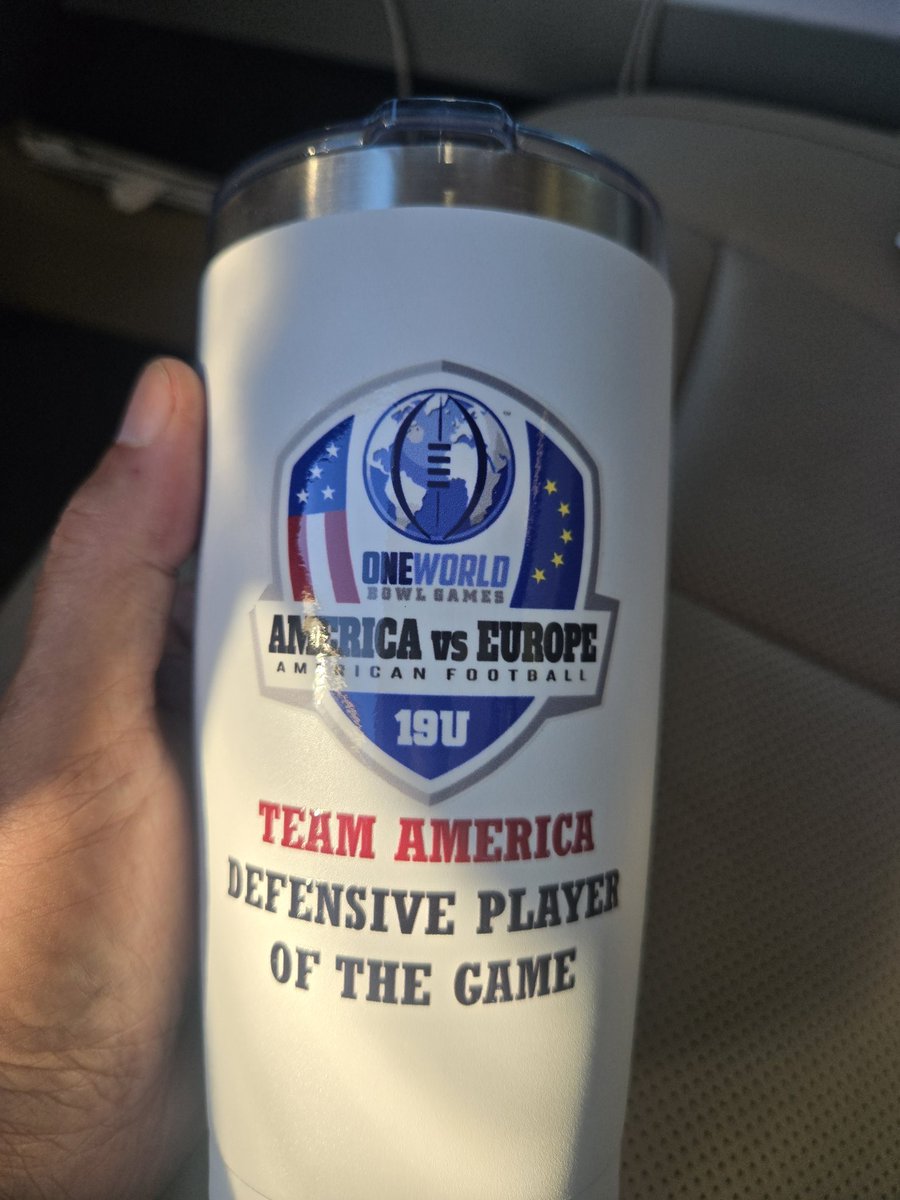 ONEWORLD
BOWL GAMES
AMERICA vs EUROPE
AMERICAN FOOTBALL
19U
TEAM AMERICA
DEFENSIVE PLAYER
OF THE GAME